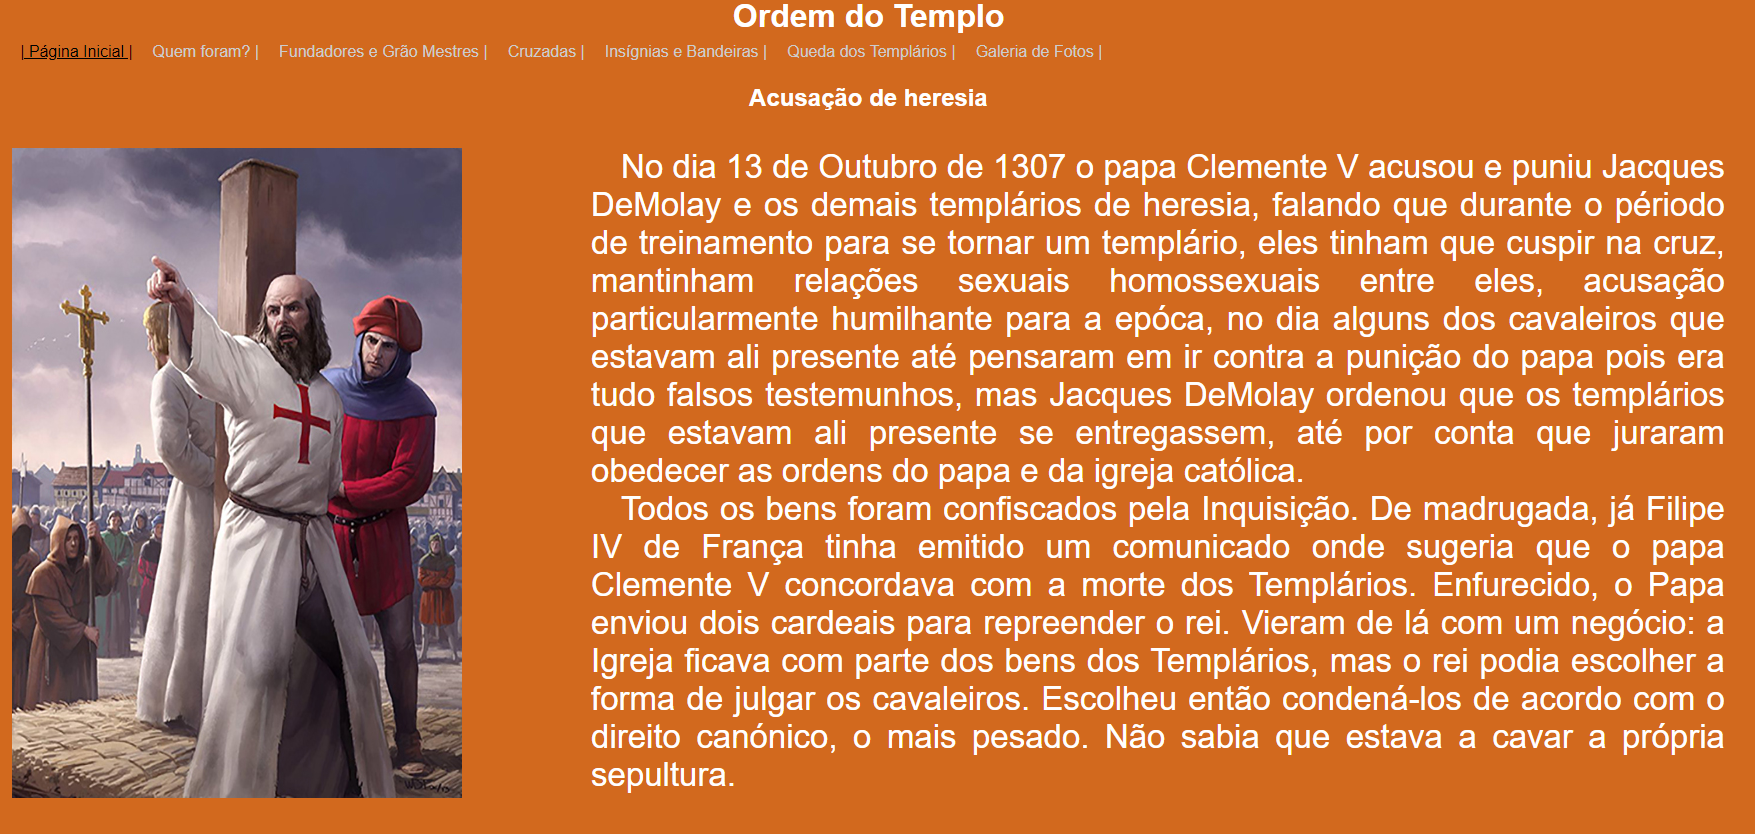 Ordem do Templo
| Página Inicial | Quem foram? | Fundadores e Grão Mestres | Cruzadas | Insígnias e Bandeiras | Queda dos Templários | Galeria de Fotos |
Acusação de heresia
No dia 13 de Outubro de 1307 o papa Clemente V acusou e puniu Jacques
DeMolay e os demais templários de heresia, falando que durante o périodo
de treinamento para se tornar um templário, eles tinham que cuspir na cruz,
mantinham relações sexuais homossexuais entre eles, acusação
particularmente humilhante para a epóca, no dia alguns dos cavaleiros que
estavam ali presente até pensaram em ir contra a punição do papa pois era
tudo falsos testemunhos, mas Jacques DeMolay ordenou que os templários
que estavam ali presente se entregassem, até por conta que juraram
obedecer as ordens do papa e da igreja católica.
Todos os bens foram confiscados pela Inquisição. De madrugada, já Filipe
IV de França tinha emitido um comunicado onde sugeria que o papa
Clemente V concordava com a morte dos Templários. Enfurecido, o Papa
enviou dois cardeais para repreender o rei. Vieram de lá com um negócio: a
Igreja ficava com parte dos bens dos Templários, mas o rei podia escolher a
forma de julgar os cavaleiros. Escolheu então condená-los de acordo com o
direito canónico, o mais pesado. Não sabia que estava a cavar a própria
sepultura.